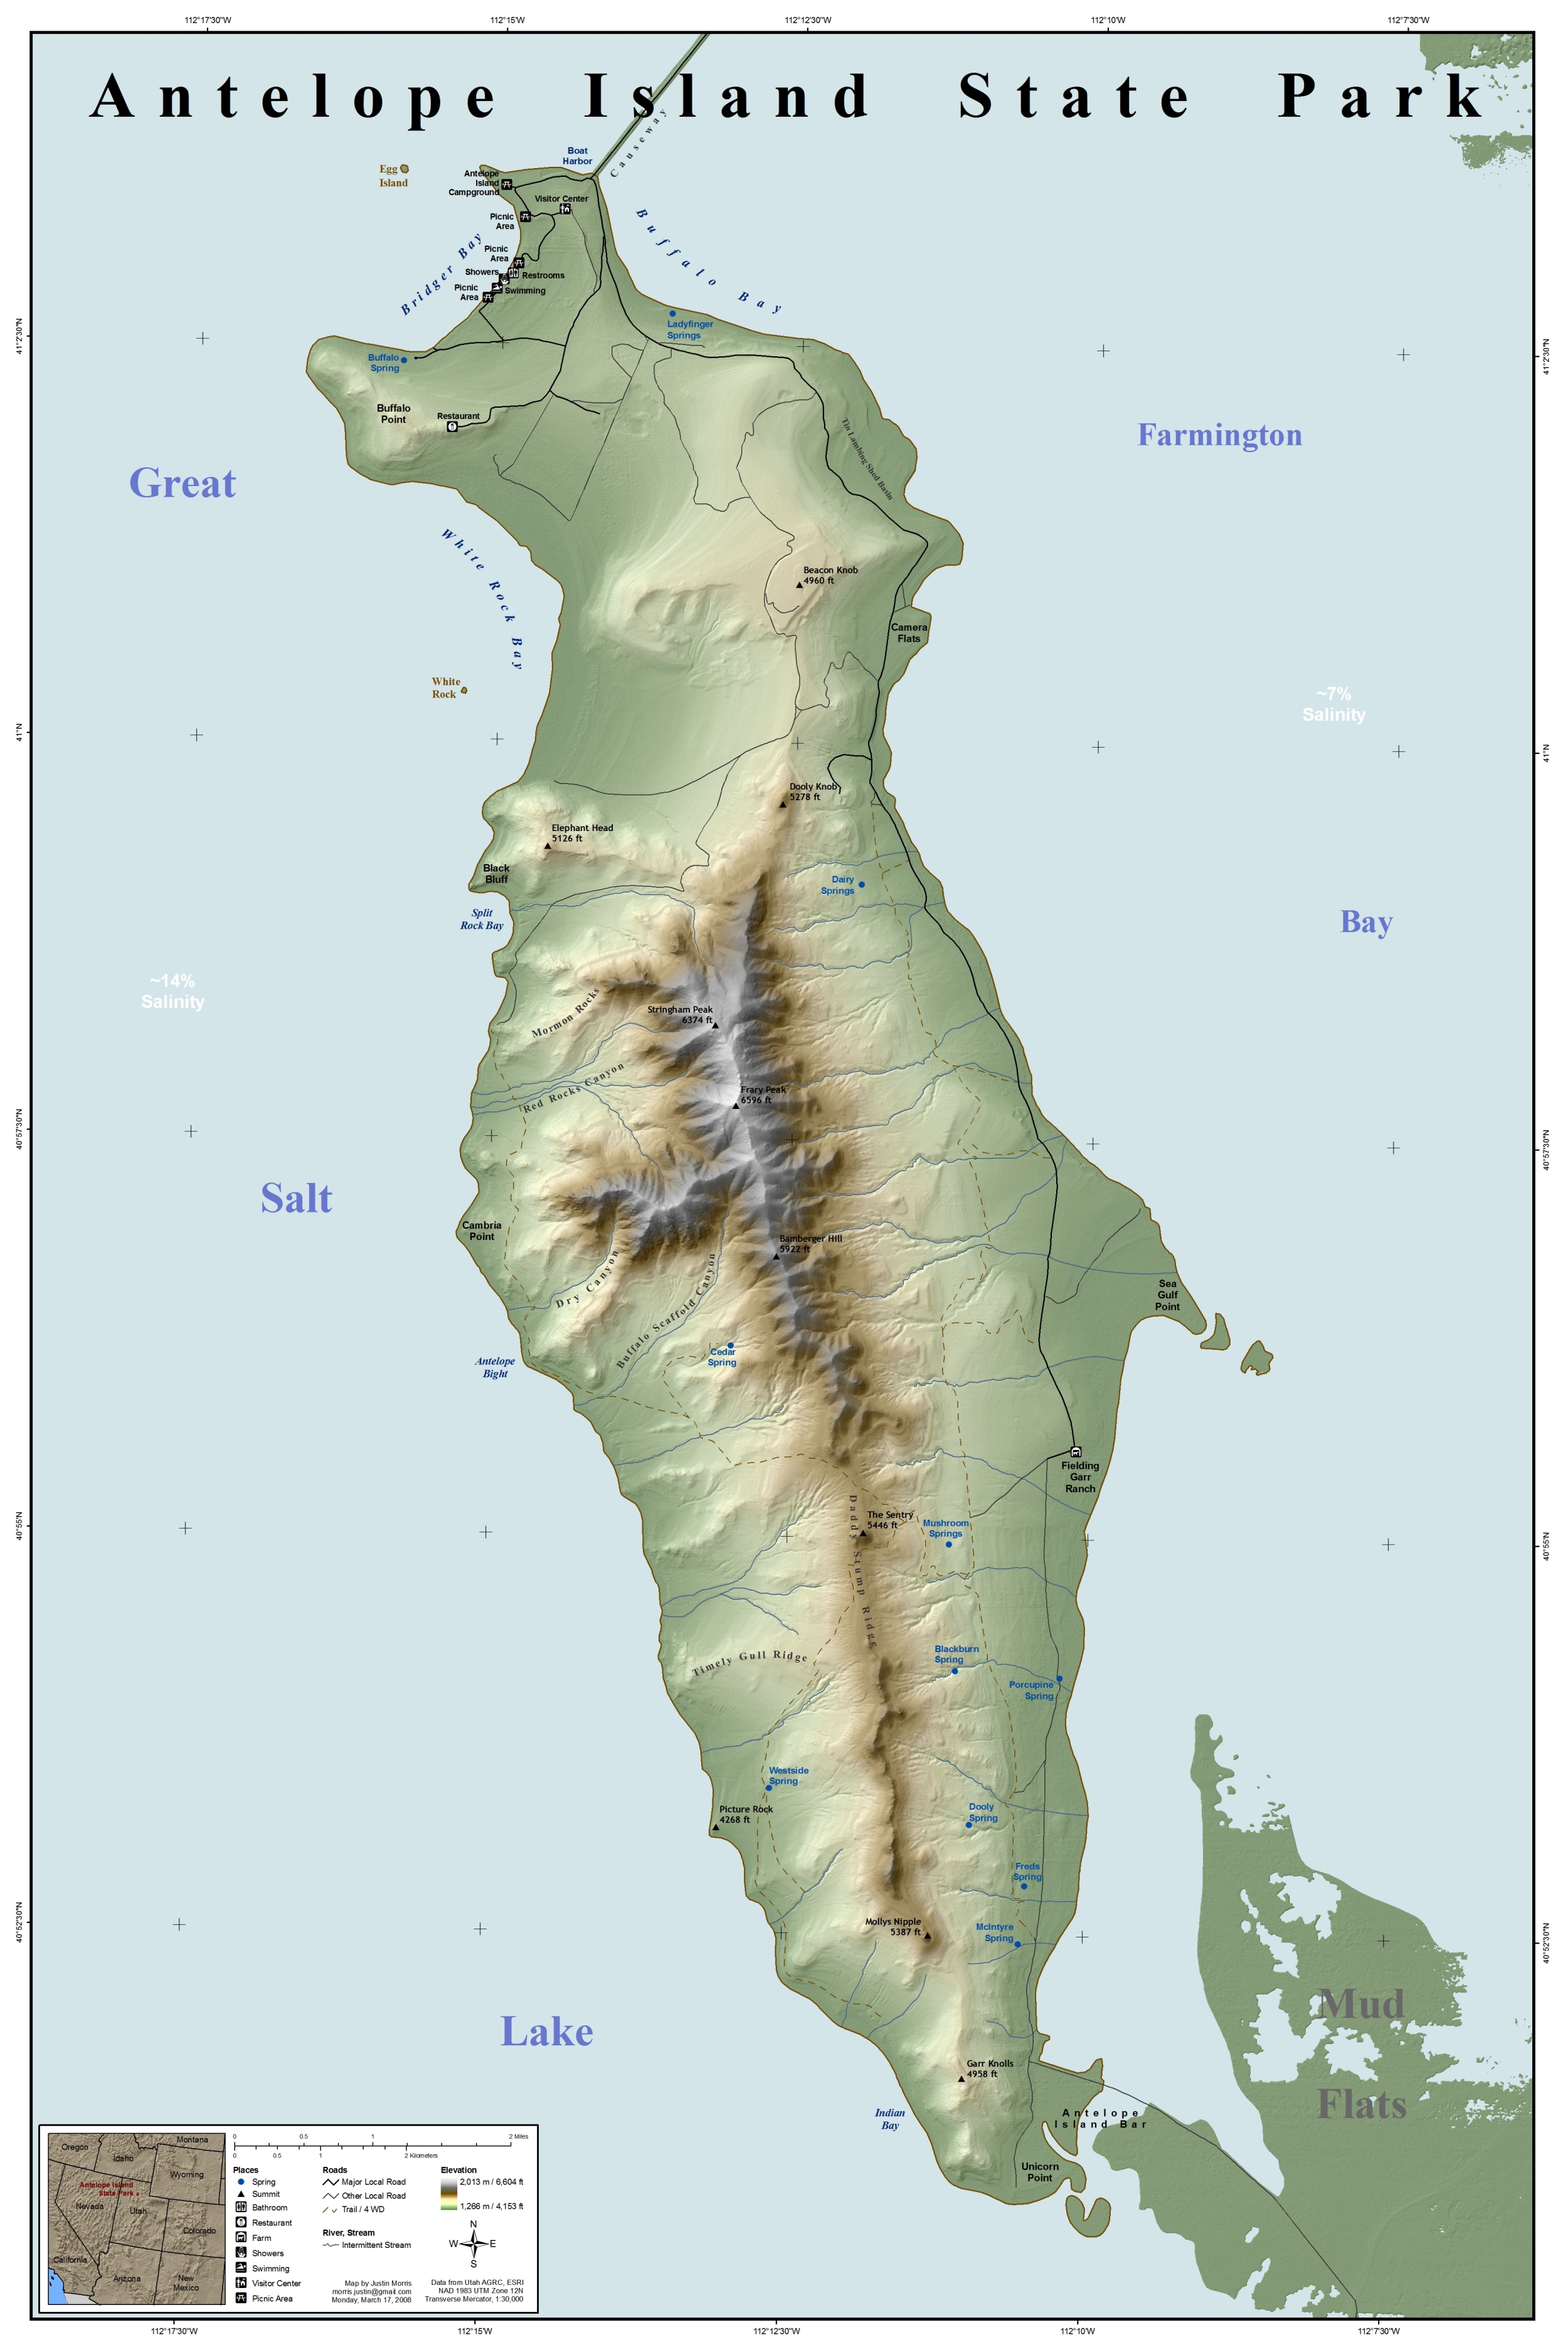 112°17'30"W
112°15'W
112°12'30"W
112°10'W
112°7'30"W
Antelope Island State Park
Causeway
Boat
Harbor
Egg
Island
Antelope
Island
Campground
Visitor Center
Picnic
Area
Picnic
Area
Showers
Restrooms
Picnic
Area
Swimming
Bridger Bay
Buffalo Bay
Ladyfinger
Springs
41°2'30"N
41°2'30"N
Buffalo
Spring
Buffalo
Point
Restaurant
Tin Lambing Shed Basin
Farmington
Great
White Rock Bay
Beacon Knob
4960 ft
Camera
Flats
White
Rock
~7%
Salinity
41°N
41°N
Dooly Knob
5278 ft
Elephant Head
5126 ft
Black
Bluff
Dairy
Springs
Split
Rock Bay
Bay
~14%
Salinity
Mormon Rocks
Stringham Peak
6374 ft
Red Rocks Canyon
Frary Peak
6596 ft
40°57'30"N
40°57'30"N
Salt
Cambria
Point
Bamberger Hill
5922 ft
Dry Canyon
Buffalo Scaffold Canyon
Sea
Gulf
Point
Cedar
Spring
Antelope
Bight
Fielding
Garr
Ranch
Daddy Stump Ridge
The Sentry
5446 ft
Mushroom
Springs
40°55'N
40°55'N
Timely Gull Ridge
Blackburn
Spring
Porcupine
Spring
Westside
Spring
Picture Rock
4268 ft
Dooly
Spring
Freds
Spring
Mollys Nipple
5387 ft
McIntyre
Spring
40°52'30"N
40°52'30"N
Mud
Flats
Lake
Garr Knolls
4958 ft
Indian
Bay
Antelope
Island Bar
Unicorn
Point
Oregon
Idaho
Montana
Wyoming
Antelope Island
State Park
Nevada
Utah
Colorado
California
Arizona
New
Mexico
0 0.5 1 2 Miles
0 0.5 1 2 Kilometers
Places
Spring
Summit
Bathroom
Restaurant
Farm
Showers
Swimming
Visitor Center
Picnic Area
Roads
Major Local Road
Other Local Road
Trail / 4 WD
River, Stream
Intermittent Stream
Elevation
2,013 m / 6,604 ft
1,266 m / 4,153 ft
N
W E
S
Map by Justin Morris
morris.justin@gmail.com
Monday, March 17, 2008
Data from Utah AGRC, ESRI
NAD 1983 UTM Zone 12N
Transverse Mercator, 1:30,000
112°17'30"W
112°15'W
112°12'30"W
112°10'W
112°7'30"W